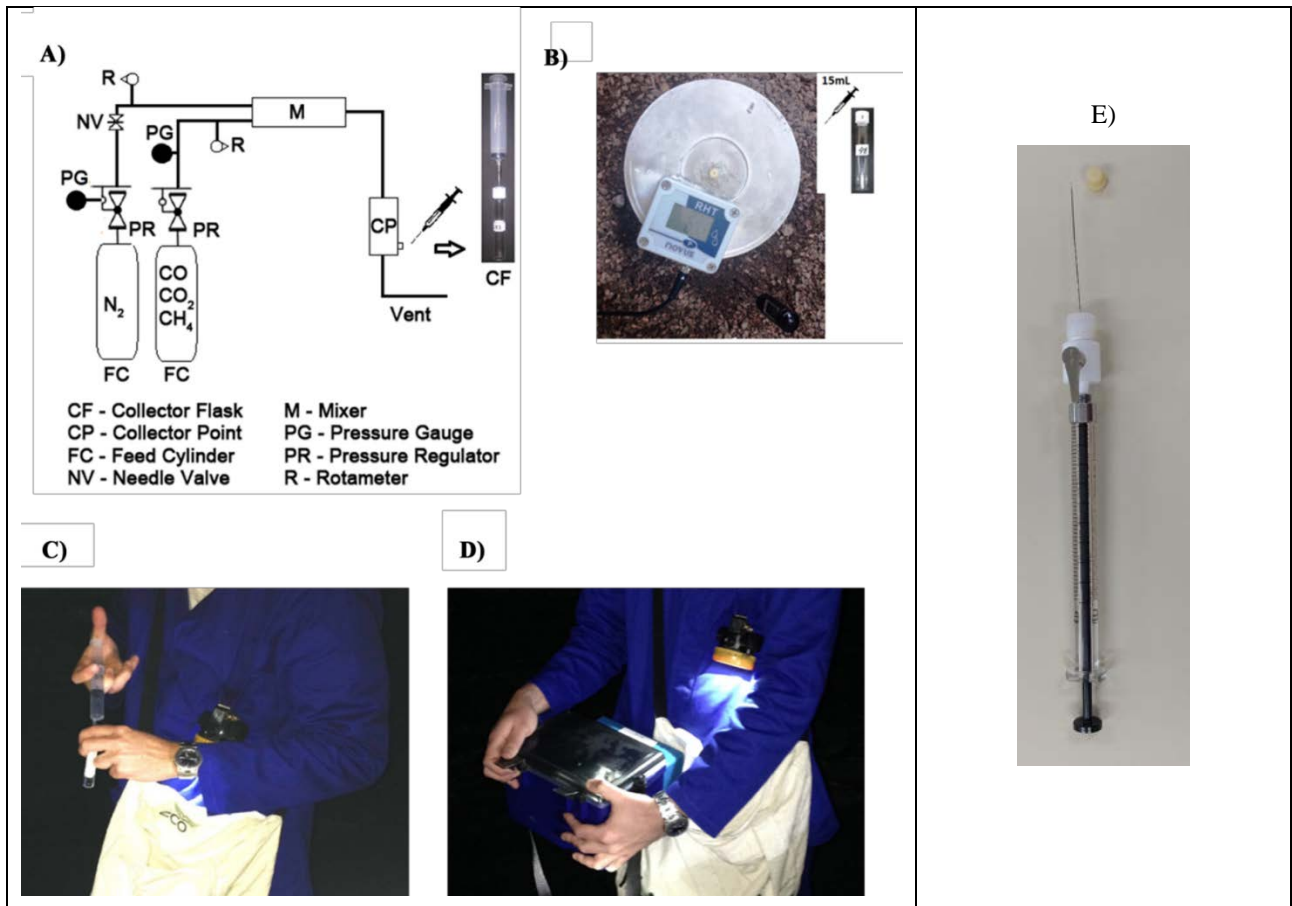 A)
R
NV
PG
PG
R
M
PR
PR
CP
CF
N2
CO
CO2
CH4
Vent
FC
FC
CF - Collector Flask
CP - Collector Point
FC - Feed Cylinder
NV - Needle Valve
M - Mixer
PG - Pressure Gauge
PR - Pressure Regulator
R - Rotameter
B)
15mL
RHT
novus
E)
C)
D)
ECO